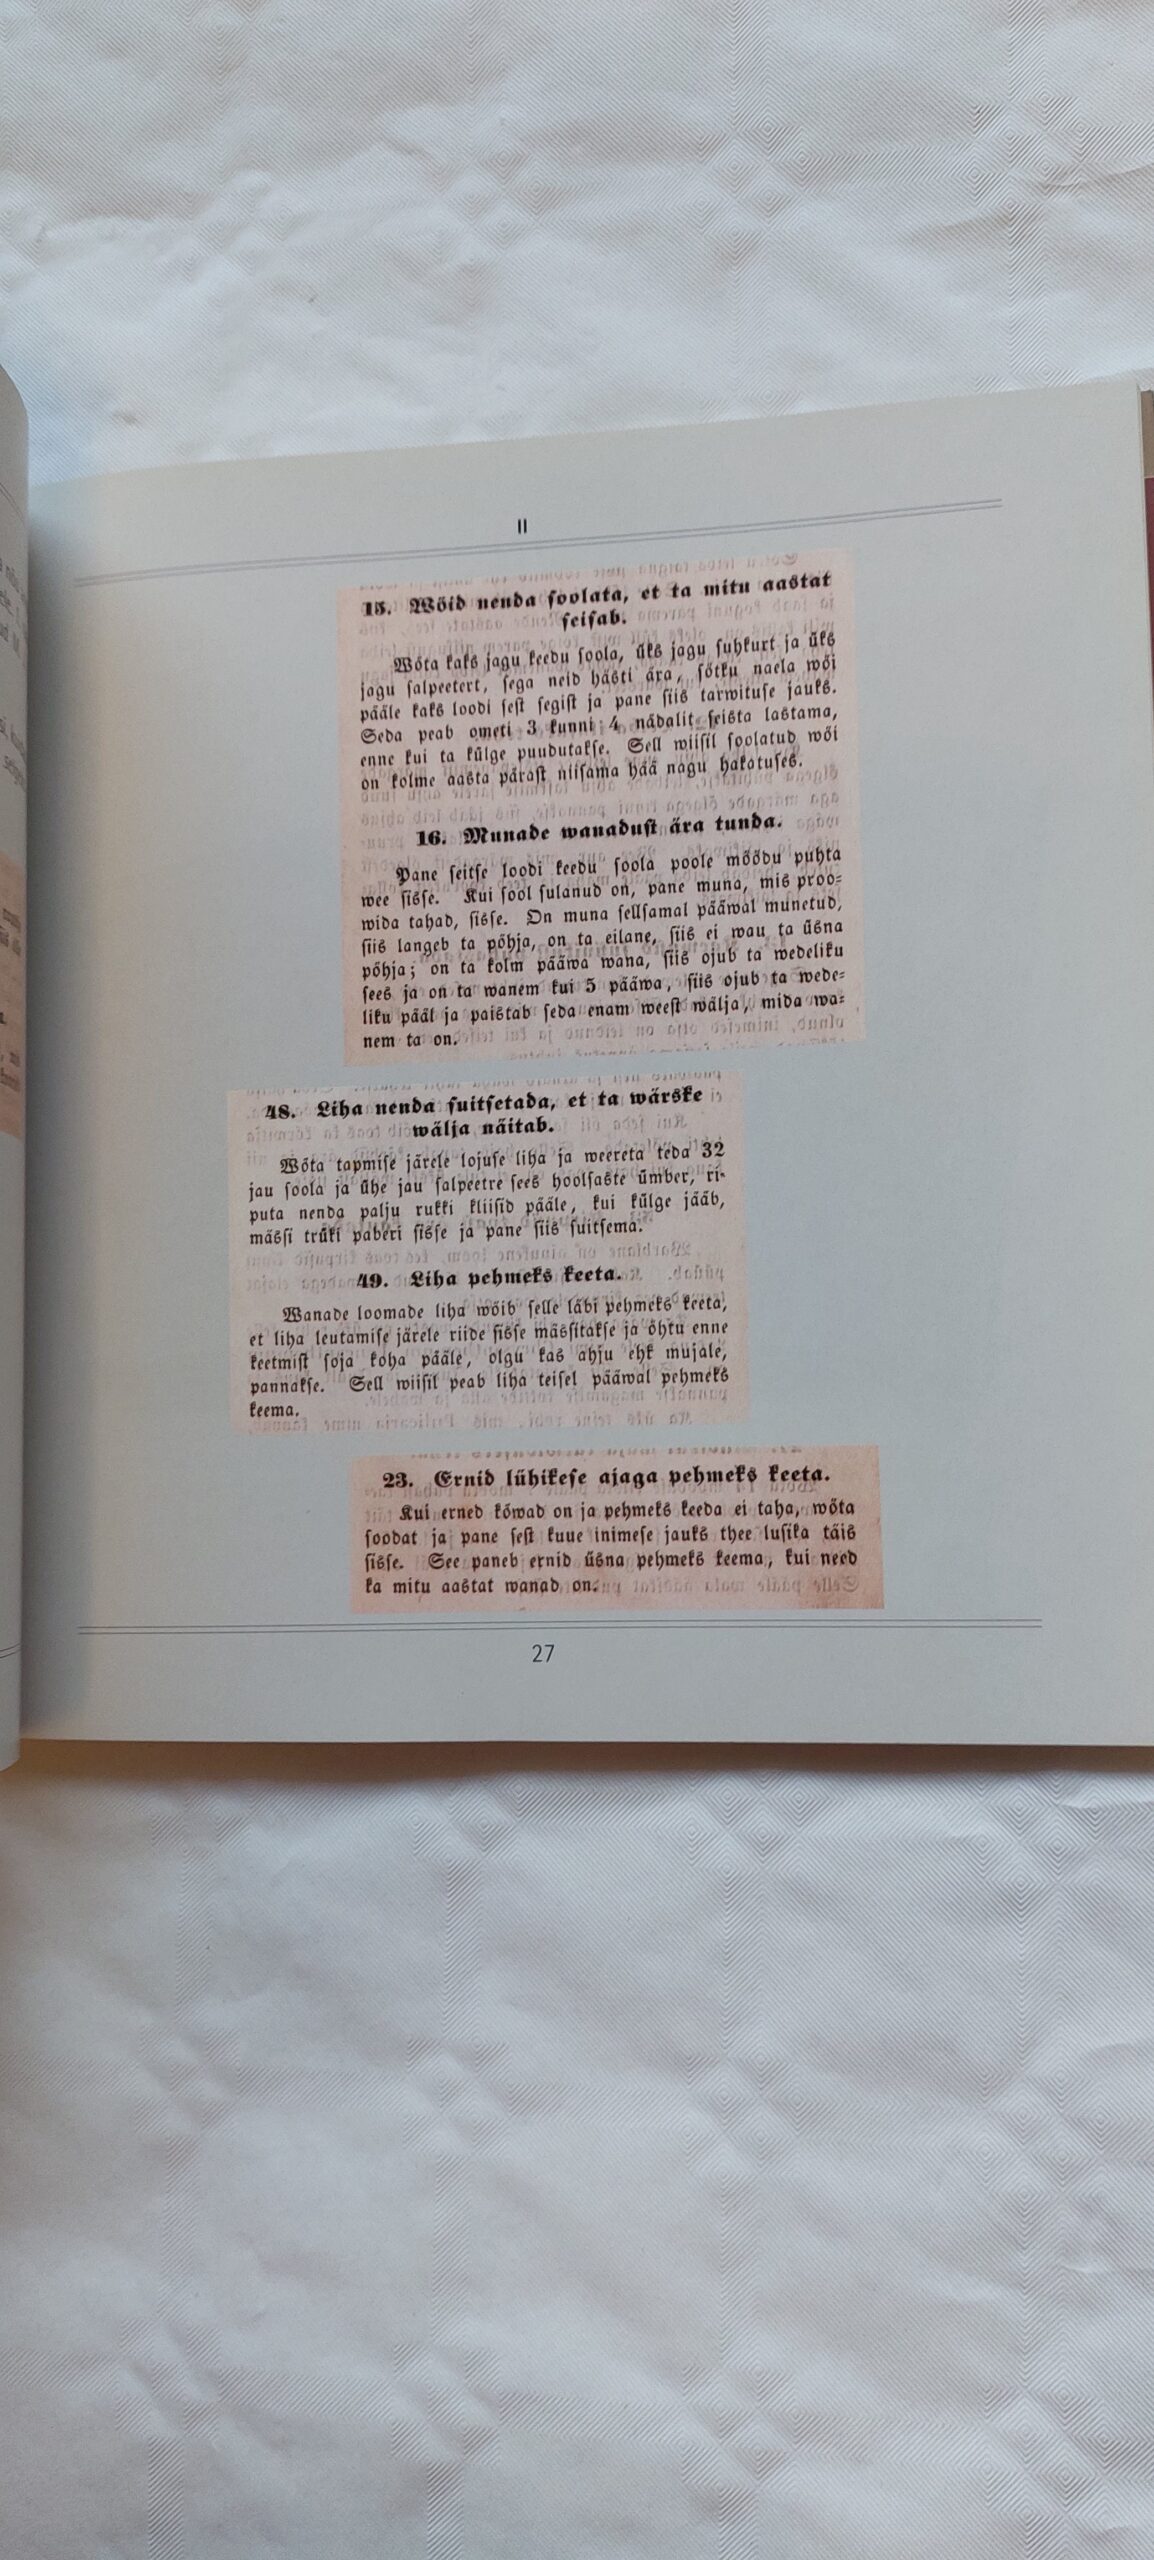 II
15. Wõid nenda ſoolata, et ta mitu aastat
ſeiſab.
Wõta kaks jagu keedu ſoola, üks jagu ſuhkurt ja üks
jagu ſalpeetert, ſega neid hästi ära, ſõtku naela wõi
pääle kaks loodi ſeſt ſegiſt ja pane ſiis tarwituſe jauks.
Seda peab ometi 3 kunni 4 nädalit ſeista lastama,
enne kui ta külge puudutakſe. Sell wiiſil ſoolatud wõi
on kolme aasta päraſt niiſama hää nagu hakatuſes.
16. Munade wanaduſt ära tunda.
Pane ſeitſe loodi keedu ſoola poole mõõdu puhta
wee ſiſſe. Kui ſool ſulanud on, pane muna, mis proo-
wida tahad, ſiſſe. On muna ſellſamal pääwal munetud,
ſiis langeb ta põhja, on ta eilane, ſiis ei wau ta üsna
põhja; on ta kolm pääwa wana, ſiis ojub ta wedeliku
ſees ja on ta wanem kui 5 pääwa, ſiis ojub ta wede-
liku pääl ja paistab ſeda enam weeſt wälja, mida wa-
nem ta on.
48. Liha nenda ſuitſetada, et ta wärske
wälja näitab.
Wõta tapmiſe järele lojuſe liha ja weereta teda 32
jau ſoola ja ühe jau ſalpeetre ſees hoolſaste ümber, ri-
puta nenda palju rukki kliiſid pääle, kui külge jääb,
mässi trüki paberi ſiſſe ja pane ſiis ſuitſema.
49. Liha pehmeks keeta.
Wanade loomade liha wõib ſelle läbi pehmeks keeta,
et liha leutamiſe järele riide ſiſſe mäsſitakſe ja õhtu enne
keetmiſt ſoja koha pääle, olgu kas ahju ehk mujale,
pannakſe. Sell wiiſil peab liha teiſel pääwal pehmeks
keema.
23. Ernid lühikeſe ajaga pehmeks keeta.
Kui erned kõwad on ja pehmeks keeda ei taha, wõta
ſoodat ja pane ſeſt kuue inimeſe jauks thee luſika täis
ſiſſe. See paneb ernid üsna pehmeks keema, kui need
ka mitu aastat wanad on.
27